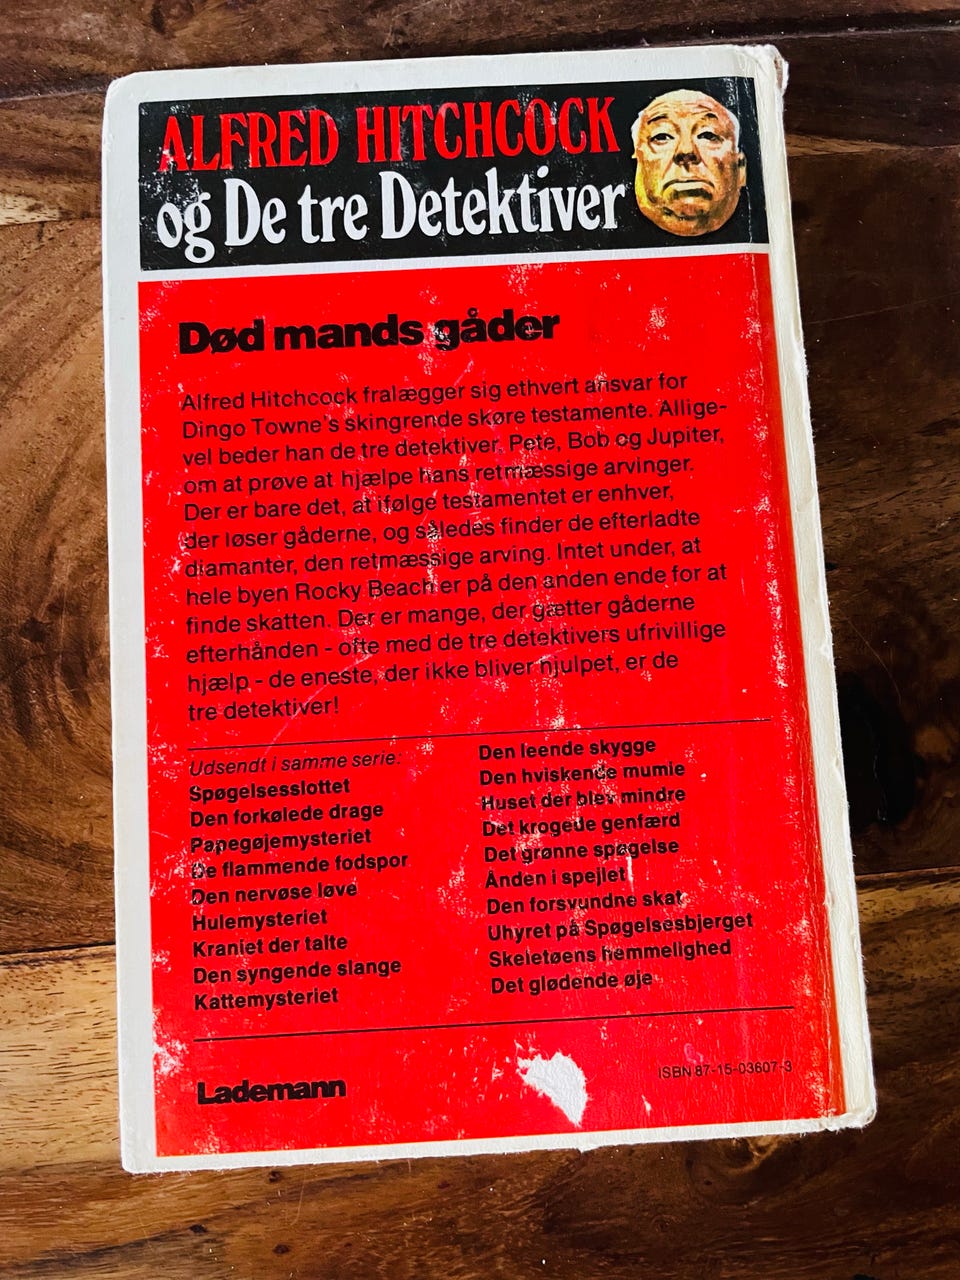 ALFRED HITCHCOCK
og De tre Detektiver
Død mands gåder
Alfred Hitchcock fralægger sig ethvert ansvar for
Dingo Towne's skingrende skøre testamente. Allige-
vel beder han de tre detektiver, Pete, Bob og Jupiter,
om at prøve at hjælpe hans retmæssige arvinger.
Der er bare det, at ifølge testamentet er enhver,
der løser gåderne, og således finder de efterladte
diamanter, den retmæssige arving. Intet under, at
hele byen Rocky Beach er på den anden ende for at
finde skatten. Der er mange, der gætter gåderne
efterhånden - ofte med de tre detektivers ufrivillige
hjælp - de eneste, der ikke bliver hjulpet, er de
tre detektiver!
Udsendt i samme serie:
Spøgelsesslottet
Den forkølede drage
Papegøjemysteriet
De flammende fodspor
Den nervøse løve
Hulemysteriet
Kraniet der talte
Den syngende slange
Kattemysteriet
Den leende skygge
Den hviskende mumie
Huset der blev mindre
Det krogede genfærd
Det grønne spøgelse
Ånden i spejlet
Den forsvundne skat
Uhyret på Spøgelsesbjerget
Skeletøens hemmelighed
Det glødende øje
Lademann
ISBN 87-15-03607-3